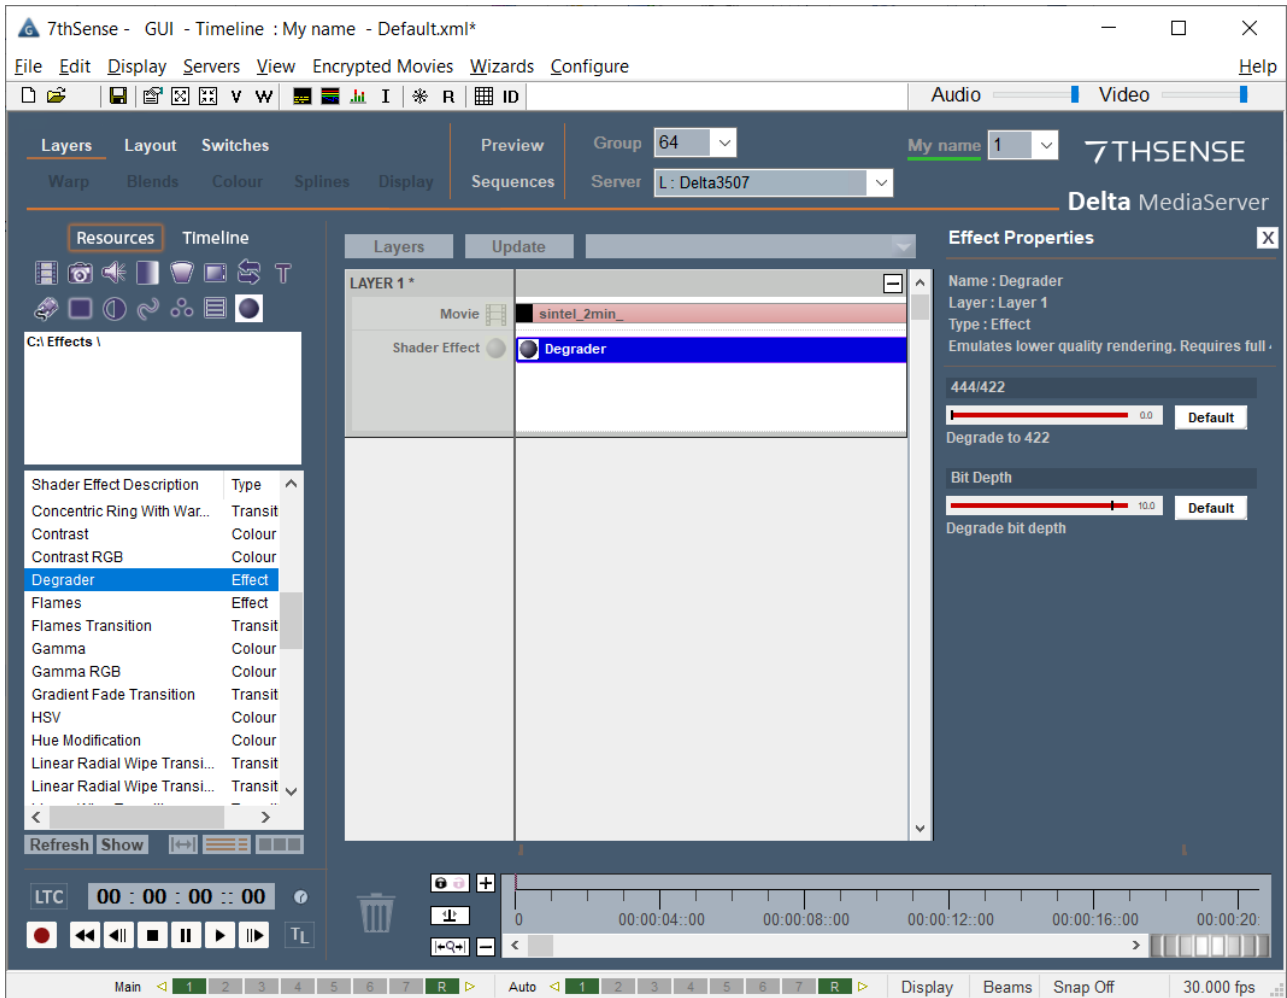 7thSense - GUI - Timeline : My name - Default.xml*
File Edit Display Servers View Encrypted Movies Wizards Configure Help
V W I R ID Audio Video
Layers Layout Switches Preview Group 64 My name 1 7THSENSE
Warp Blends Colour Splines Display Sequences Server L : Delta3507
Delta MediaServer
Resources Timeline
Layers Update
Effect Properties X
LAYER 1 *
Movie sintel_2min_
Shader Effect Degrader
Name : Degrader
Layer : Layer 1
Type : Effect
Emulates lower quality rendering. Requires full
444/422
0.0 Default
Degrade to 422
Bit Depth
10.0 Default
Degrade bit depth
T
C:\ Effects \
Shader Effect Description Type
Concentric Ring With War... Transit
Contrast Colour
Contrast RGB Colour
Degrader Effect
Flames Effect
Flames Transition Transit
Gamma Colour
Gamma RGB Colour
Gradient Fade Transition Transit
HSV Colour
Hue Modification Colour
Linear Radial Wipe Transi... Transit
Linear Radial Wipe Transi... Transit
Refresh Show
LTC 00 : 00 : 00 :: 00
TL
0 00:00:04::00 00:00:08::00 00:00:12::00 00:00:16::00 00:00:20:
Main 1 2 3 4 5 6 7 R Auto 1 2 3 4 5 6 7 R Display Beams Snap Off 30.000 fps